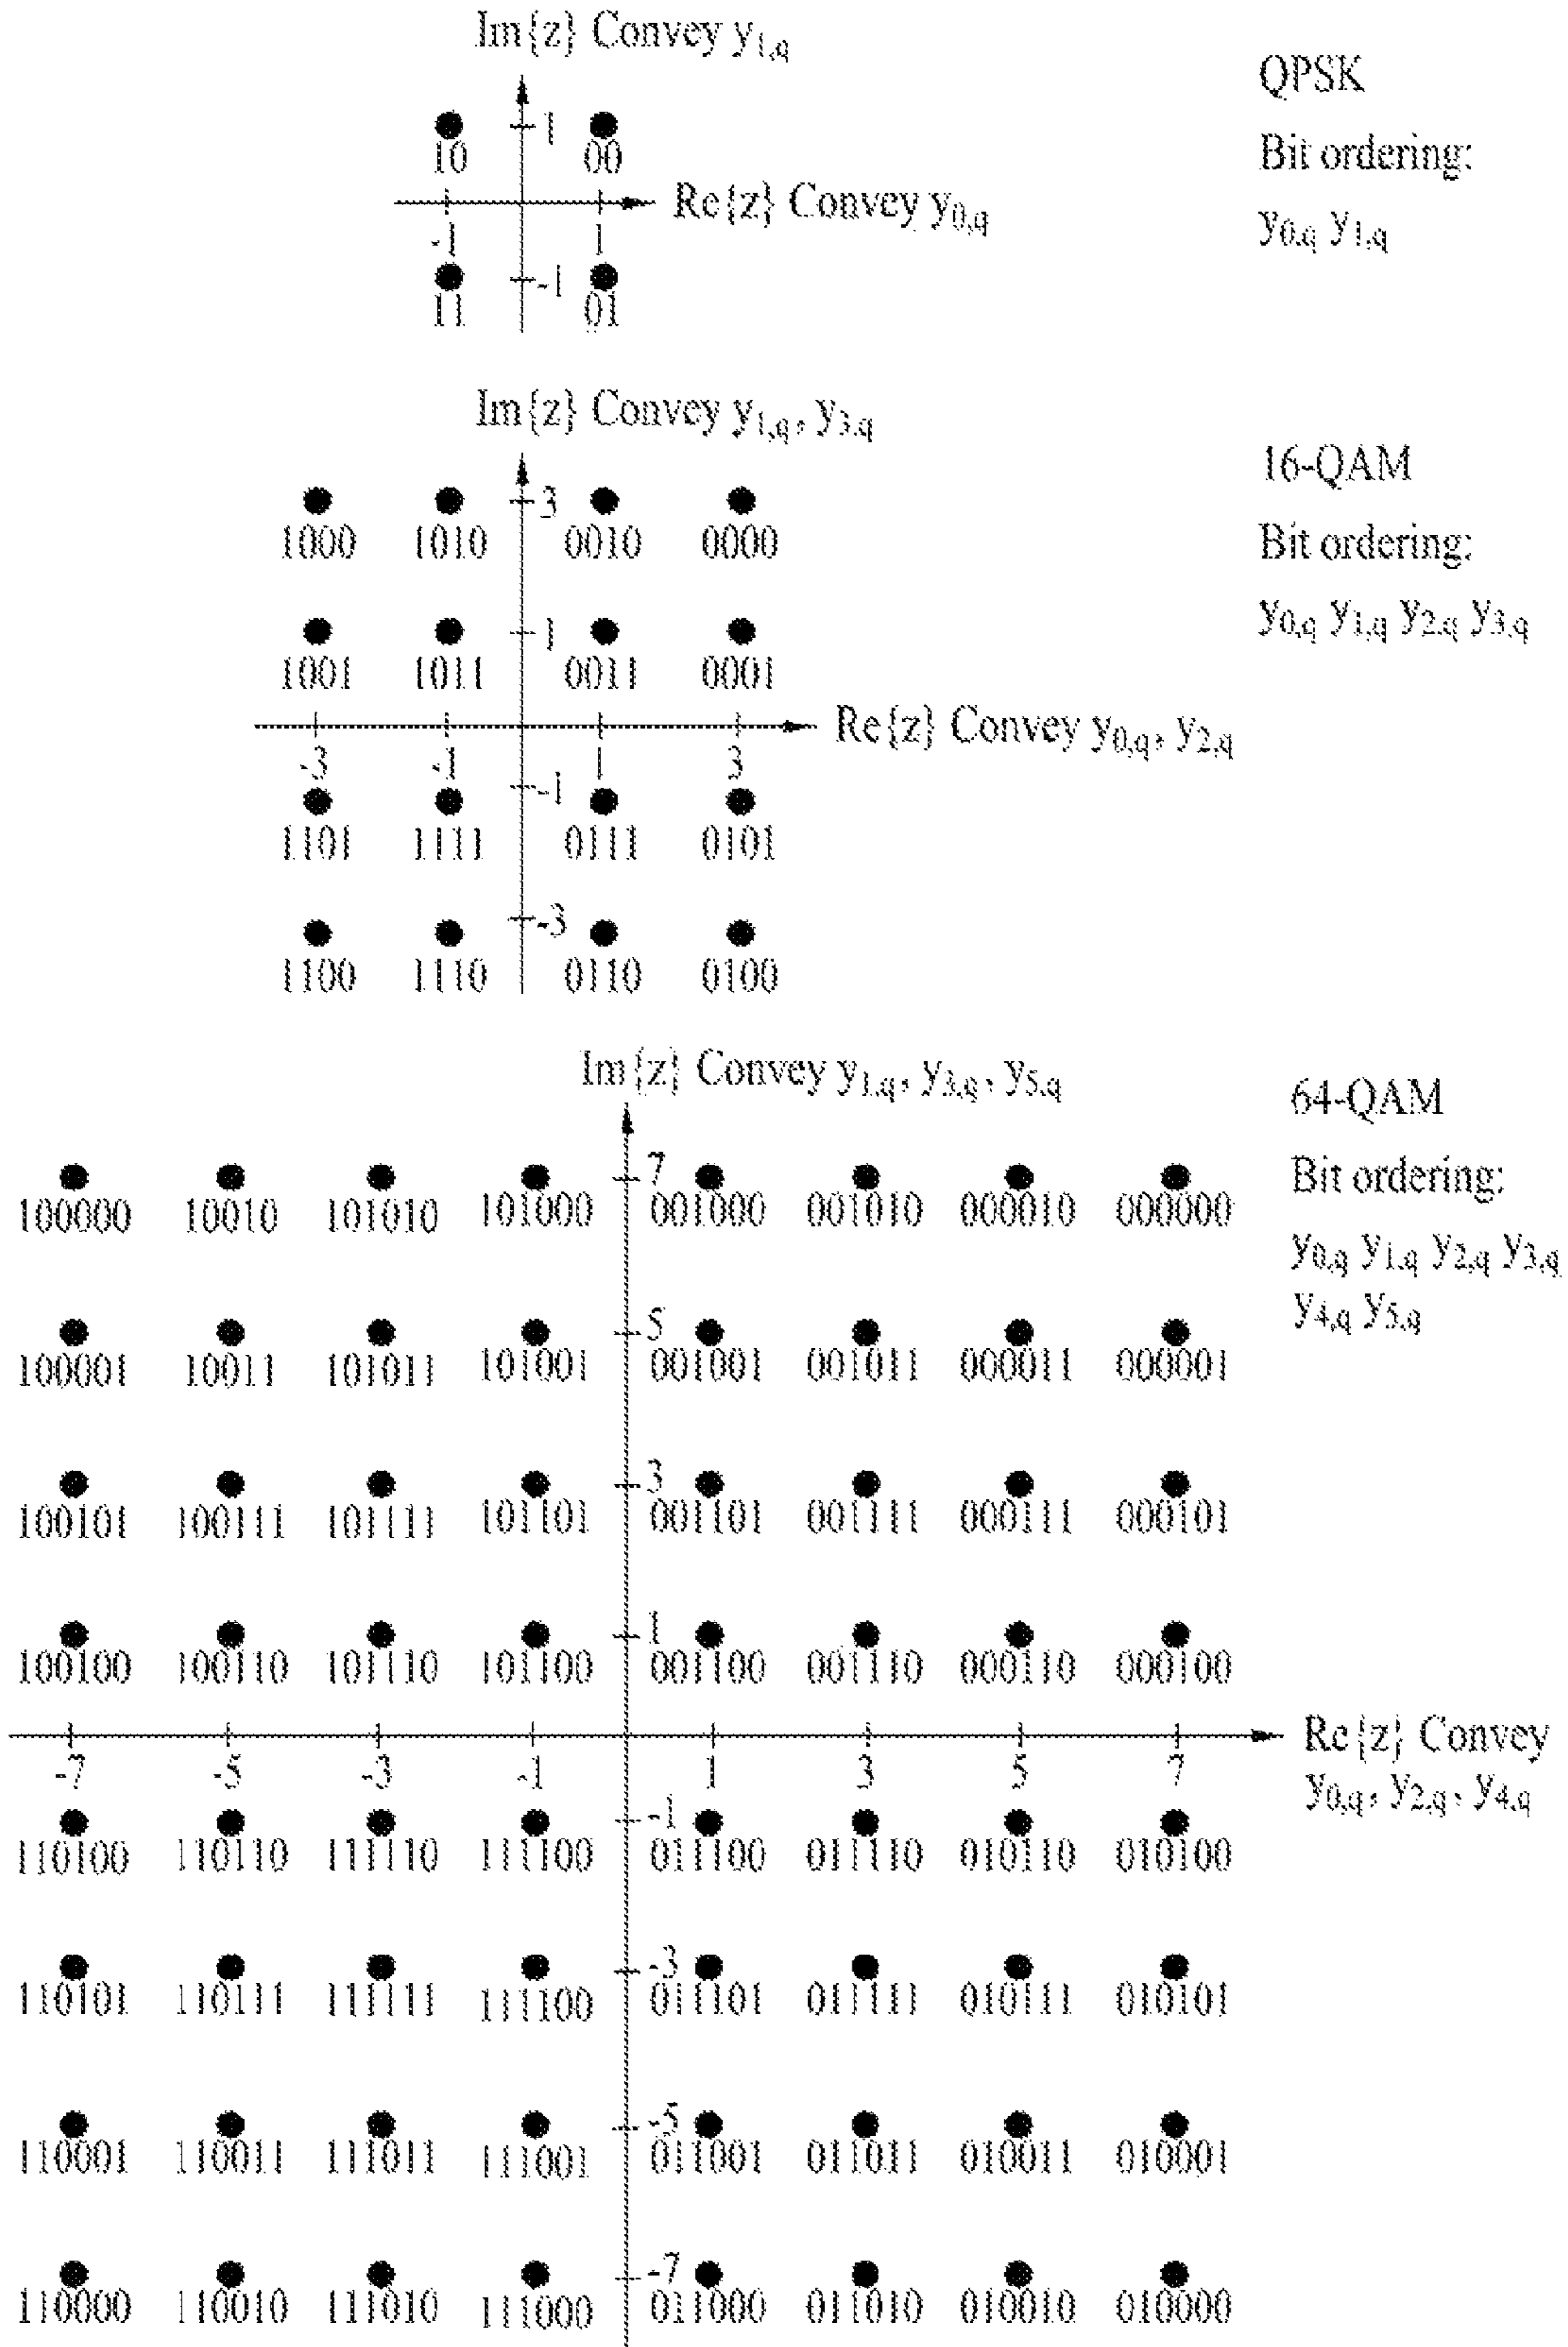 Im{z} Convey y1,q
QPSK
1
10 00
Bit ordering:
Re{z} Convey y0,q
y0,q y1,q
-1 1
-1
11 01
Im{z} Convey y1,q, y3,q
16-QAM
3
1000 1010 0010 0000
Bit ordering:
y0,q y1,q y2,q y3,q
1
1001 1011 0011 0001
Re{z} Convey y0,q, y2,q
-3 -1 1 3
-1
1101 1111 0111 0101
-3
1100 1110 0110 0100
Im{z} Convey y1,q, y3,q, y5,q
64-QAM
7
Bit ordering:
100000 10010 101010 101000 001000 001010 000010 000000
y0,q y1,q y2,q y3,q
y4,q y5,q
5
100001 10011 101011 101001 001001 001011 000011 000001
3
100101 100111 101111 101101 001101 001111 000111 000101
1
100100 100110 101110 101100 001100 001110 000110 000100
Re{z} Convey
y0,q, y2,q, y4,q
-7 -5 -3 -1 1 3 5 7
-1
110100 110110 111110 111100 011100 011110 010110 010100
-3
110101 110111 111111 111100 011101 011111 010111 010101
-5
110001 110011 111011 111001 011001 011011 010011 010001
-7
110000 110010 111010 111000 011000 011010 010010 010000